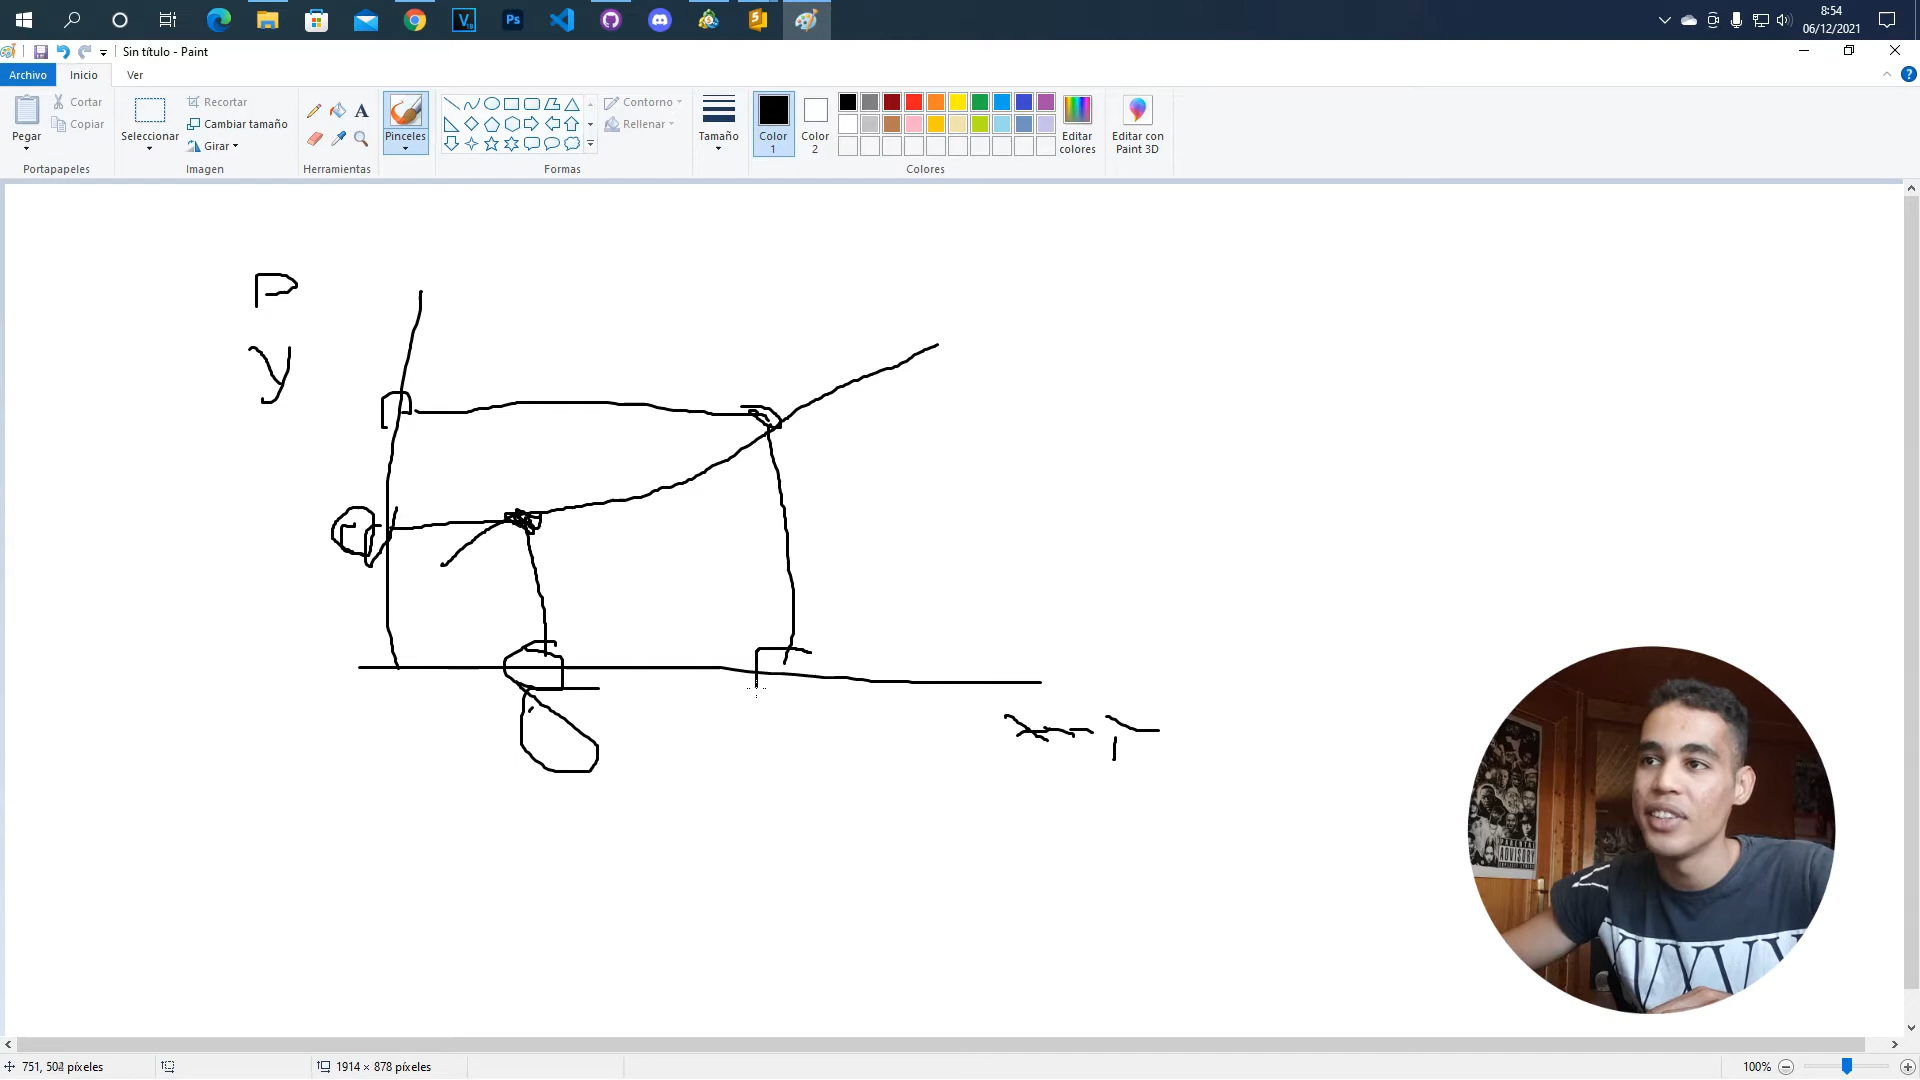 8:54
06/12/2021
Sin título - Paint
Archivo Inicio Ver
Pegar
Cortar
Copiar
Portapapeles
Seleccionar
Recortar
Cambiar tamaño
Girar
Imagen
A
Herramientas
Pinceles
Contorno
Rellenar
Formas
Tamaño
Color 1
Color 2
Editar colores
Colores
Editar con Paint 3D
P
y
PARENTAL
ADVISORY
751, 504 píxeles
1914 × 878 píxeles
100%